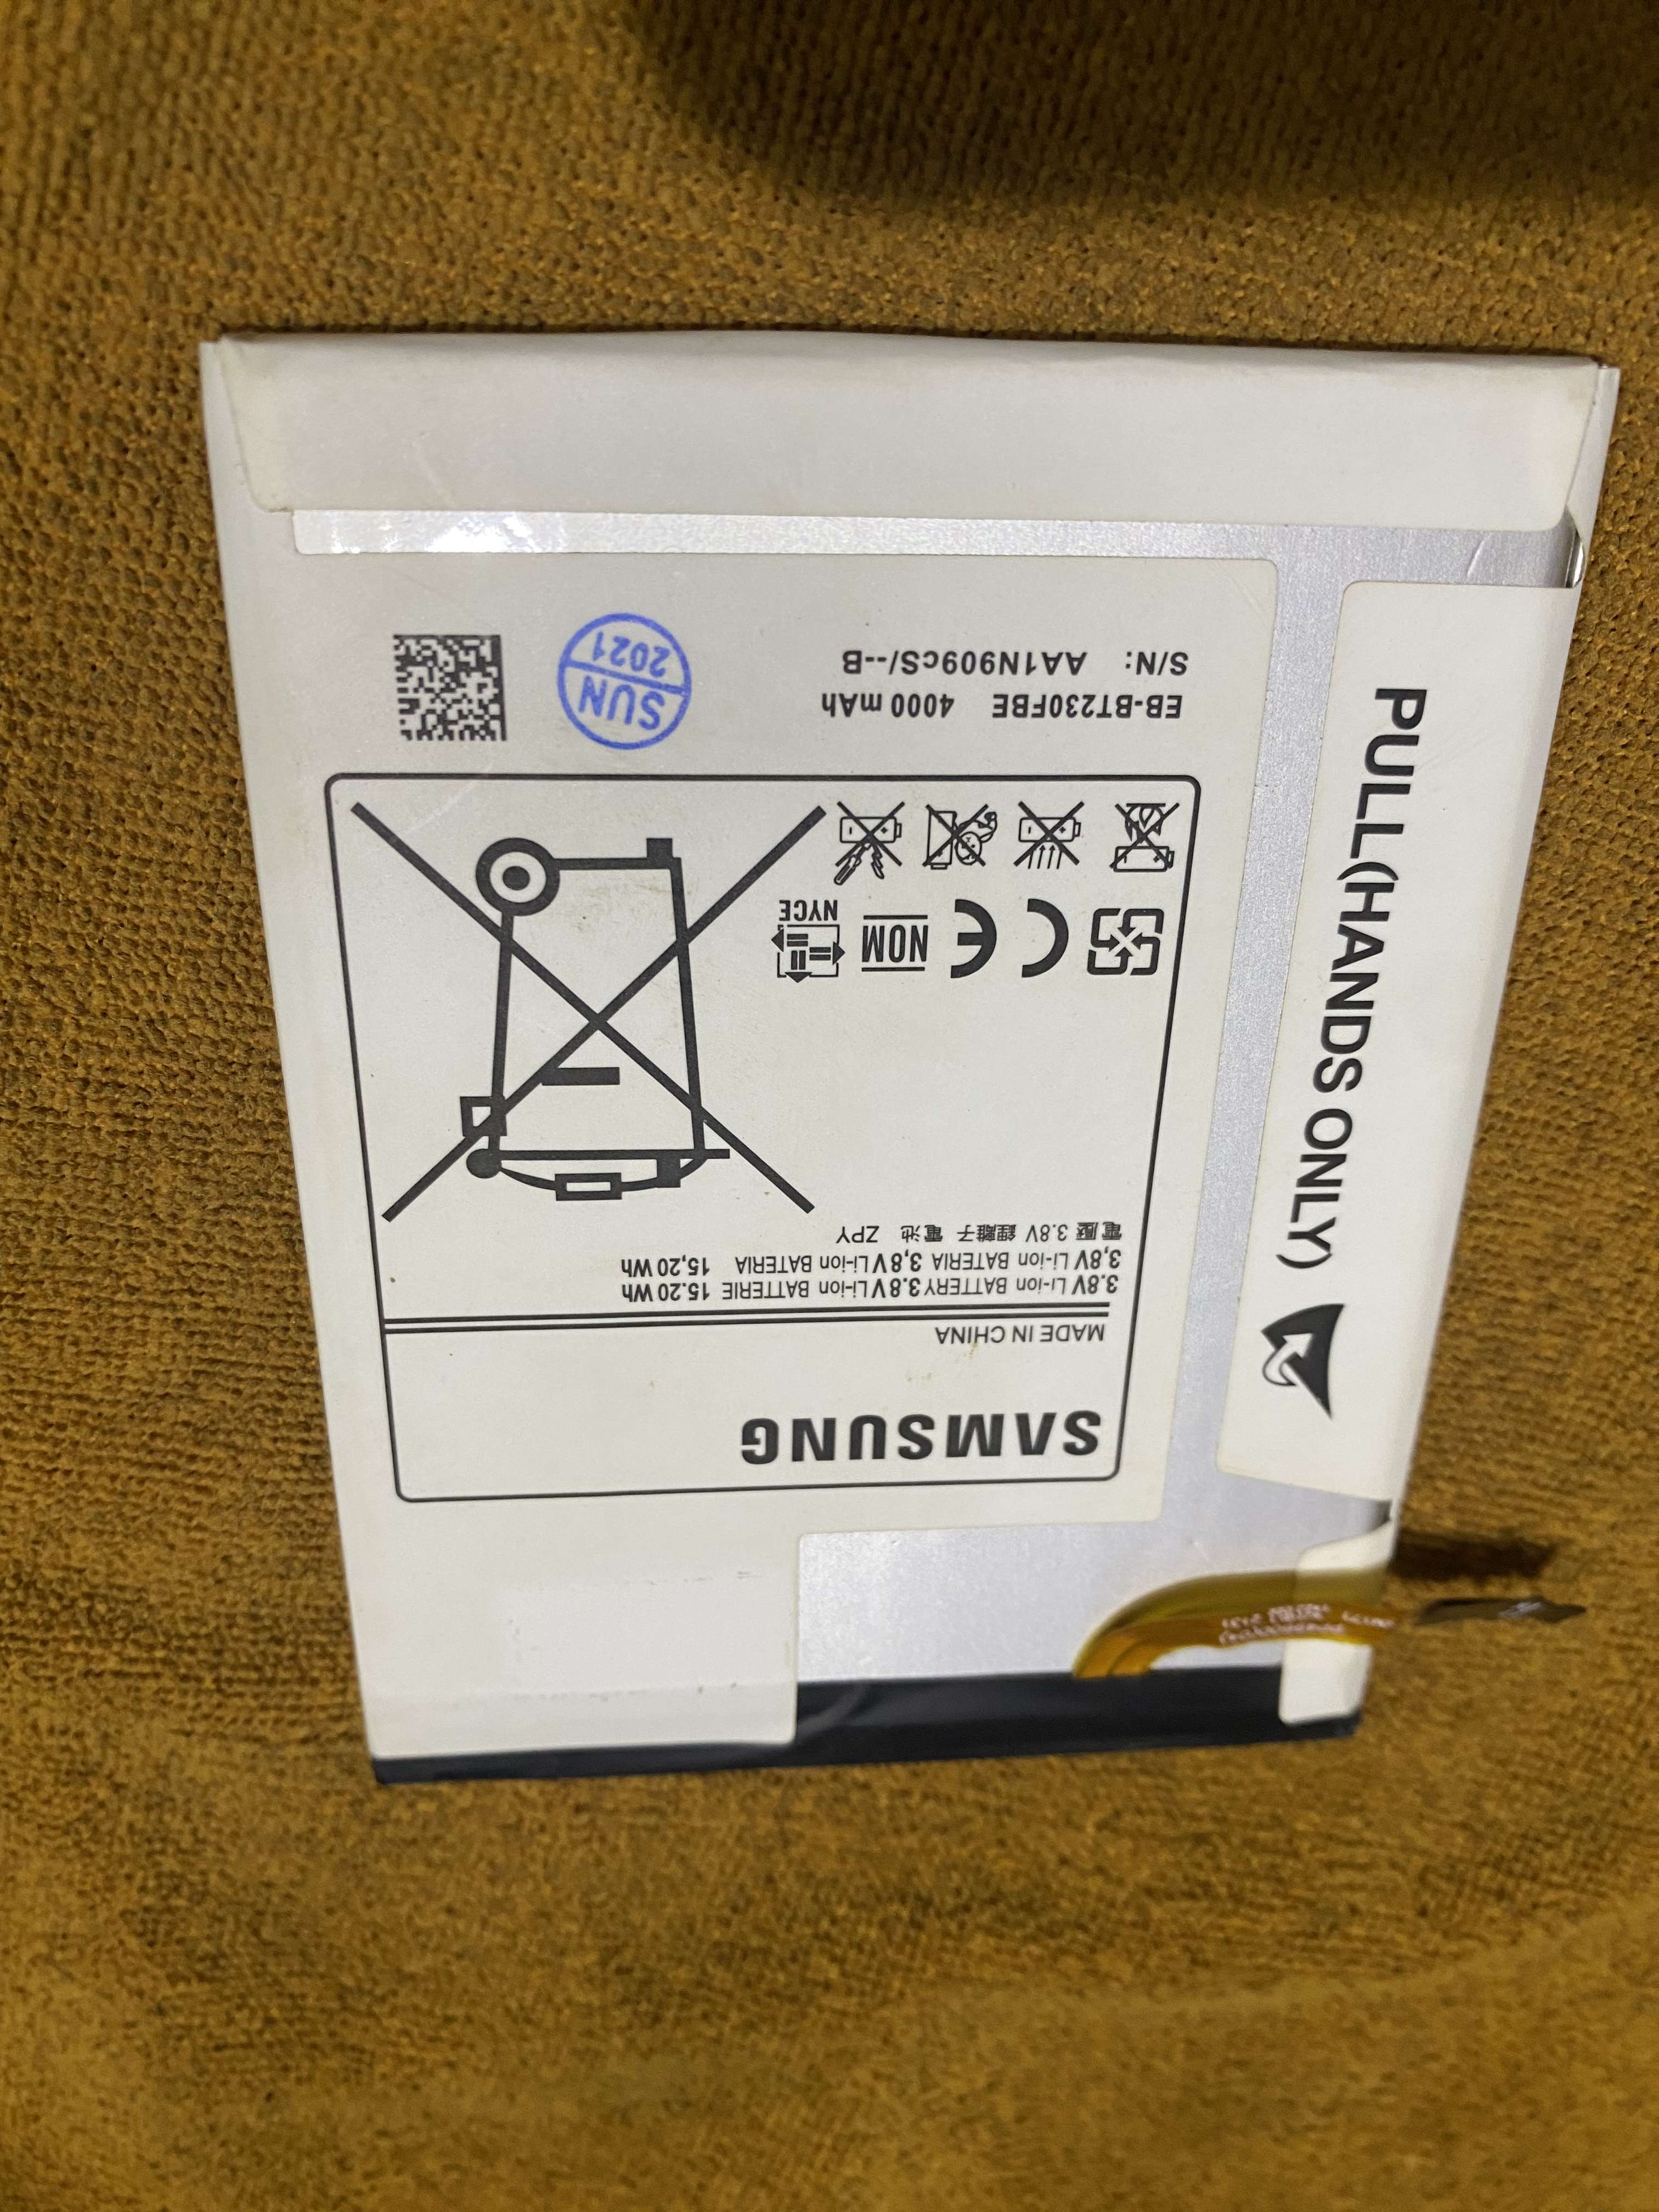 SAMSUNG
MADE IN CHINA
3.8V Li-ion BATTERY 3.8V Li-ion BATTERIE 15.20 Wh
3,8V Li-ion BATERIA 3,8V Li-ion BATERIA 15,20 Wh
電壓 3.8V 鋰離子 電池 ZPY
CE NOM NYCE
EB-BT230FBE 4000 mAh
S/N: AA1N909cS/--B
SUN
2021
PULL(HANDS ONLY)